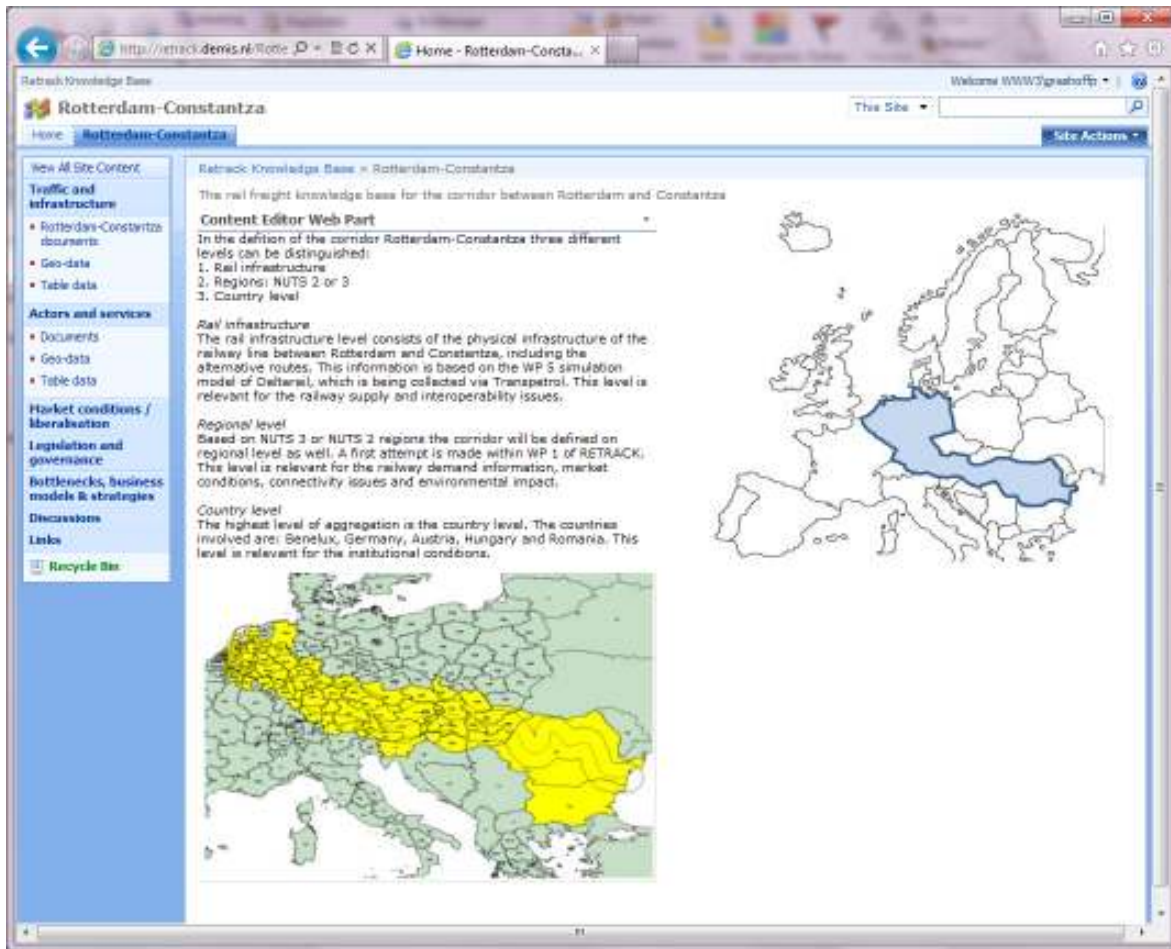 http://retrack.demis.nl/Rotte
Home - Rotterdam-Consta...
Retrack Knowledge Base
Welcome WWW3\
Rotterdam-Constantza
This Site
Home
Rotterdam-Constantza
Site Actions
View All Site Content
Traffic and
infrastructure
Rotterdam-Constantza
documents
Geo-data
Table data
Actors and services
Documents
Geo-data
Table data
Market conditions /
liberalisation
Legislation and
governance
Bottlenecks, business
models & strategies
Discussions
Links
Recycle Bin
Retrack Knowledge Base > Rotterdam-Constantza
The rail freight knowledge base for the corridor between Rotterdam and Constantza
Content Editor Web Part
In the defition of the corridor Rotterdam-Constantza three different
levels can be distinguished:
1. Rail infrastructure
2. Regions: NUTS 2 or 3
3. Country level
Rail infrastructure
The rail infrastructure level consists of the physical infrastructure of the
railway line between Rotterdam and Constantza, including the
alternative routes. This information is based on the WP 5 simulation
model of Deltarail, which is being collected via Transpetrol. This level is
relevant for the railway supply and interoperability issues.
Regional level
Based on NUTS 3 or NUTS 2 regions the corridor will be defined on
regional level as well. A first attempt is made within WP 1 of RETRACK.
This level is relevant for the railway demand information, market
conditions, connectivity issues and environmental impact.
Country level
The highest level of aggregation is the country level. The countries
involved are: Benelux, Germany, Austria, Hungary and Romania. This
level is relevant for the institutional conditions.